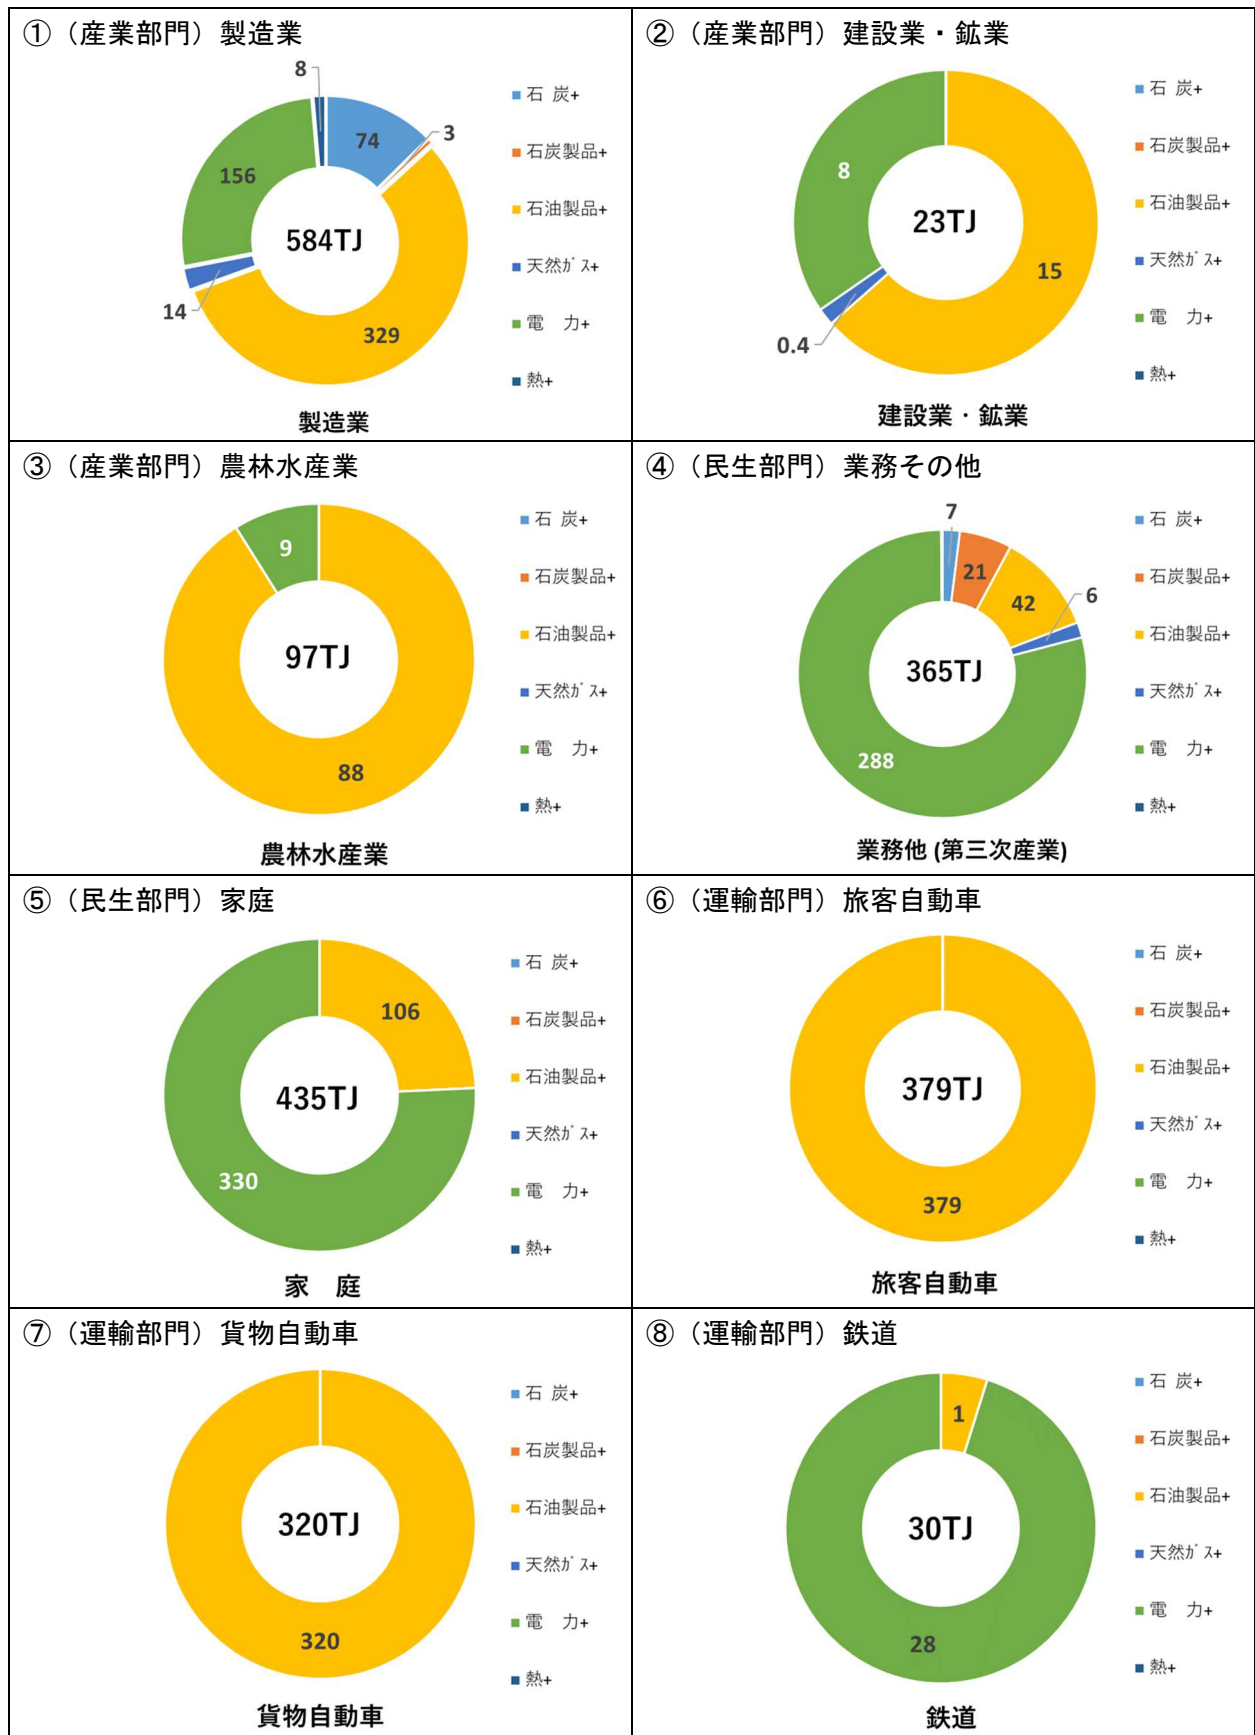 ① （産業部門）製造業
8
74
3
156
584TJ
14
329
石 炭+
石炭製品+
石油製品+
天然ｶﾞｽ+
電　力+
熱+
製造業
② （産業部門）建設業・鉱業
8
23TJ
15
0.4
石 炭+
石炭製品+
石油製品+
天然ｶﾞｽ+
電　力+
熱+
建設業・鉱業
③ （産業部門）農林水産業
9
97TJ
88
石 炭+
石炭製品+
石油製品+
天然ｶﾞｽ+
電　力+
熱+
農林水産業
④ （民生部門）業務その他
7
21
42
6
365TJ
288
石 炭+
石炭製品+
石油製品+
天然ｶﾞｽ+
電　力+
熱+
業務他 (第三次産業)
⑤ （民生部門）家庭
106
435TJ
330
石 炭+
石炭製品+
石油製品+
天然ｶﾞｽ+
電　力+
熱+
家　庭
⑥ （運輸部門）旅客自動車
379TJ
379
石 炭+
石炭製品+
石油製品+
天然ｶﾞｽ+
電　力+
熱+
旅客自動車
⑦ （運輸部門）貨物自動車
320TJ
320
石 炭+
石炭製品+
石油製品+
天然ｶﾞｽ+
電　力+
熱+
貨物自動車
⑧ （運輸部門）鉄道
1
30TJ
28
石 炭+
石炭製品+
石油製品+
天然ｶﾞｽ+
電　力+
熱+
鉄道